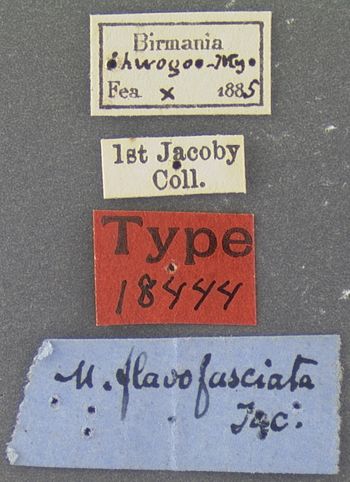 Birmania
Shwegoo-Myo
Fea x 1885
1st Jacoby
Coll.
Type
18444
M. flavofasciata
Jac.